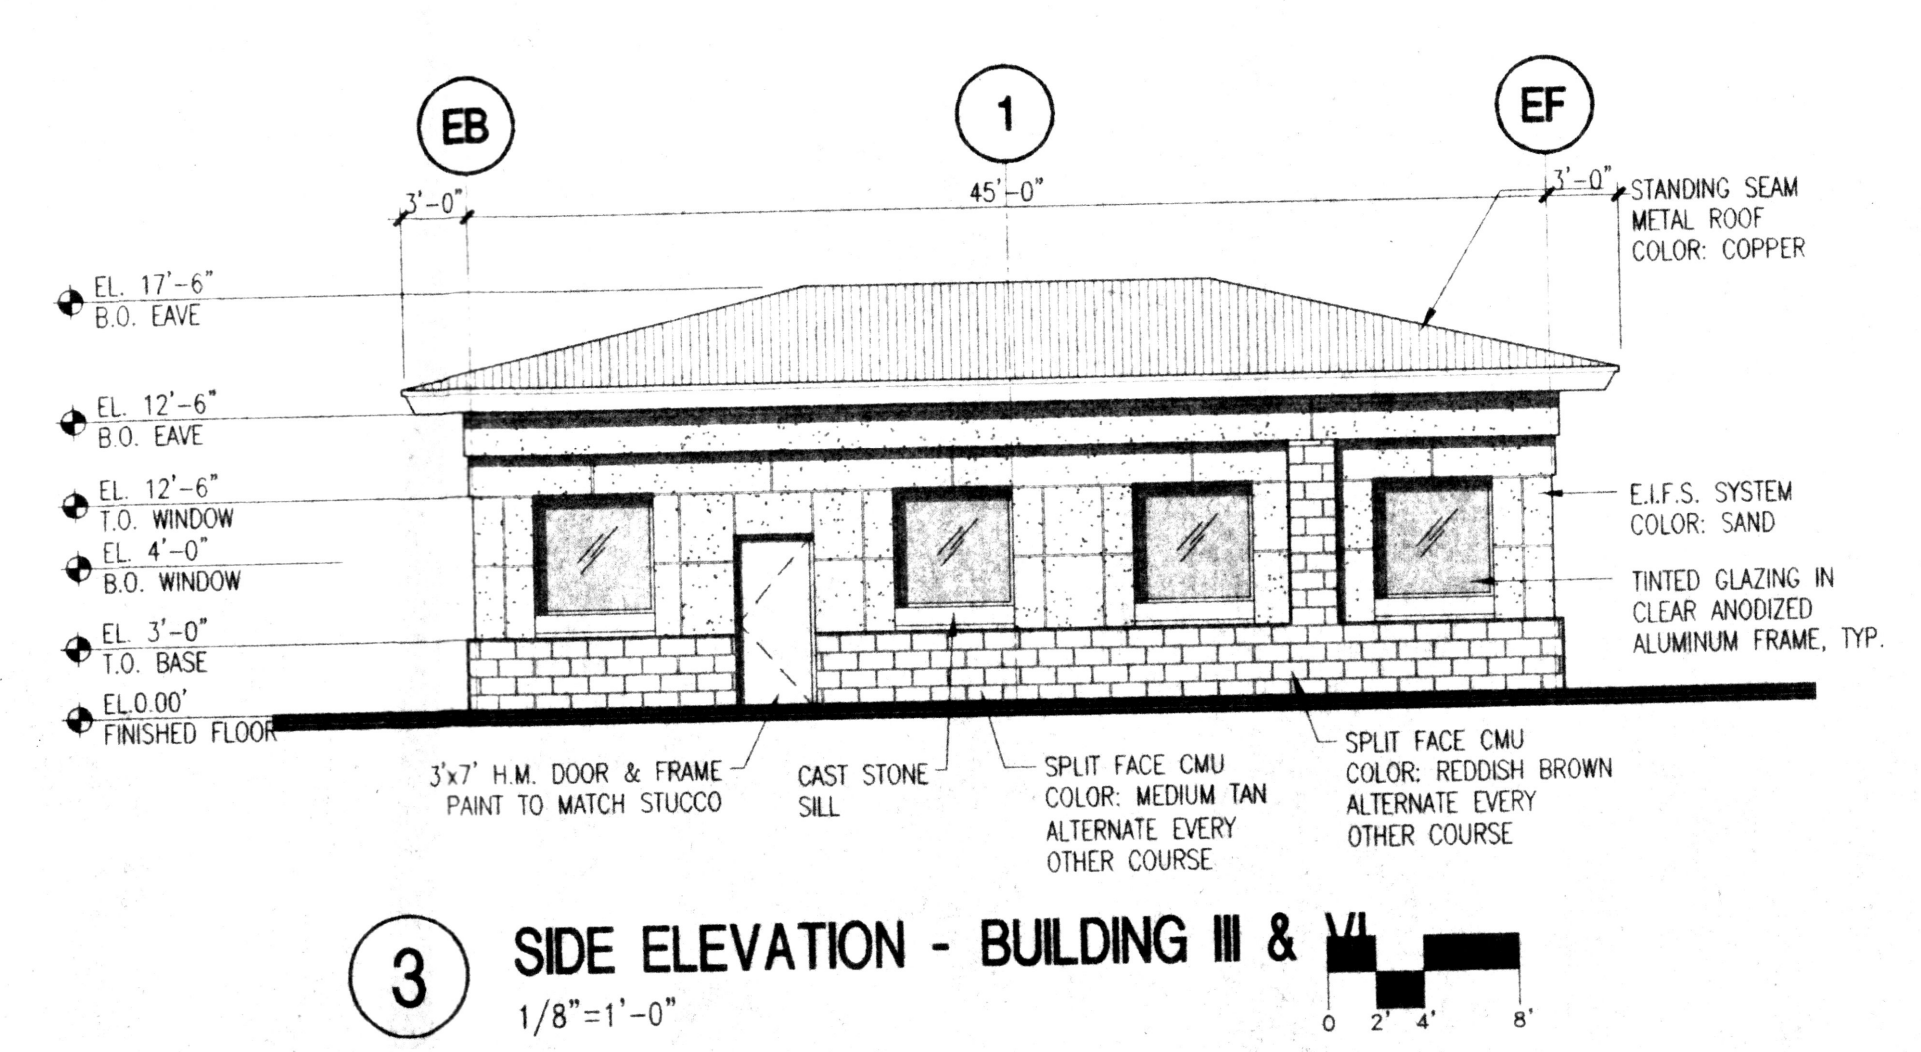 EB
1
EF
3'-0"
45'-0"
3'-0"
STANDING SEAM
METAL ROOF
COLOR: COPPER
EL. 17'-6"
B.O. EAVE
EL. 12'-6"
B.O. EAVE
EL. 12'-6"
T.O. WINDOW
EL. 4'-0"
B.O. WINDOW
EL. 3'-0"
T.O. BASE
EL.0.00'
FINISHED FLOOR
E.I.F.S. SYSTEM
COLOR: SAND
TINTED GLAZING IN
CLEAR ANODIZED
ALUMINUM FRAME, TYP.
3'x7' H.M. DOOR & FRAME
PAINT TO MATCH STUCCO
CAST STONE
SILL
SPLIT FACE CMU
COLOR: MEDIUM TAN
ALTERNATE EVERY
OTHER COURSE
SPLIT FACE CMU
COLOR: REDDISH BROWN
ALTERNATE EVERY
OTHER COURSE
3
SIDE ELEVATION - BUILDING III & VI
1/8"=1'-0"
0 2' 4' 8'